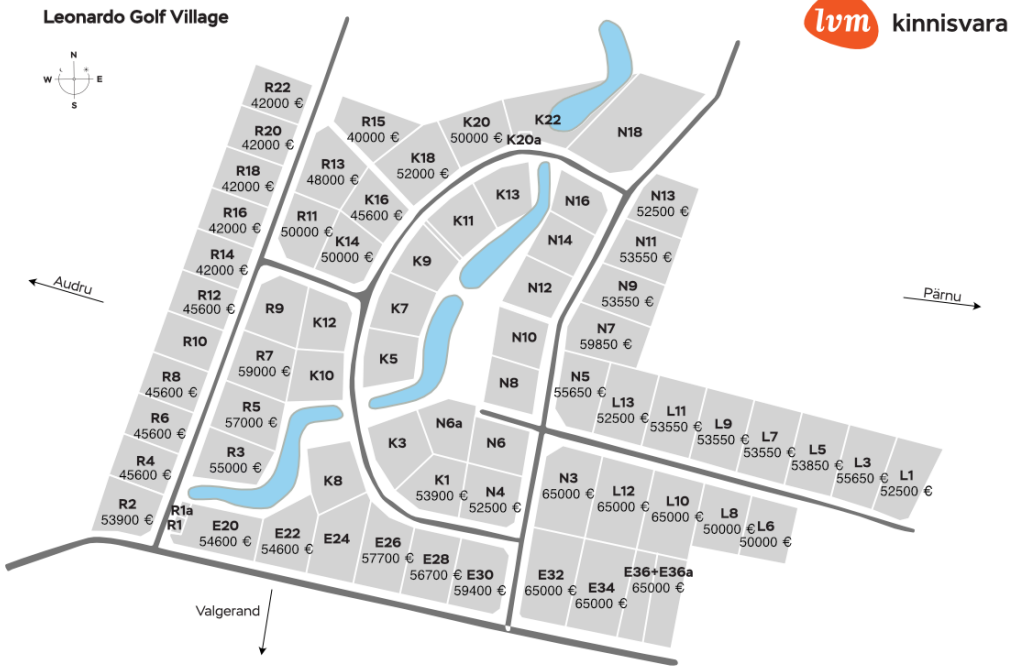 Leonardo Golf Village
lvm kinnisvara
N
W E
S
R22
42000 €
R20
42000 €
R18
42000 €
R16
42000 €
R14
42000 €
R12
45600 €
R10
R8
45600 €
R6
45600 €
R4
45600 €
R2
53900 €
R15
40000 €
R13
48000 €
R11
50000 €
K20
50000 €
K22
K20a
K18
52000 €
K16
45600 €
K14
50000 €
N18
K13
K11
K9
K7
K5
N16
N14
N12
N10
N8
N13
52500 €
N11
53550 €
N9
53550 €
N7
59850 €
N5
55650 €
Audru
Pärnu
R9
K12
R7
59000 €
K10
R5
57000 €
R3
55000 €
R1a
R1
K8
K3
N6a
N6
K1
53900 €
N4
52500 €
L13
52500 €
L11
53550 €
L9
53550 €
L7
53550 €
L5
53850 €
L3
55650 €
L1
52500 €
N3
65000 €
L12
65000 €
L10
65000 €
L8
50000 €
L6
50000 €
E20
54600 €
E22
54600 €
E24
E26
57700 €
E28
56700 €
E30
59400 €
E32
65000 €
E34
65000 €
E36+E36a
65000 €
Valgerand